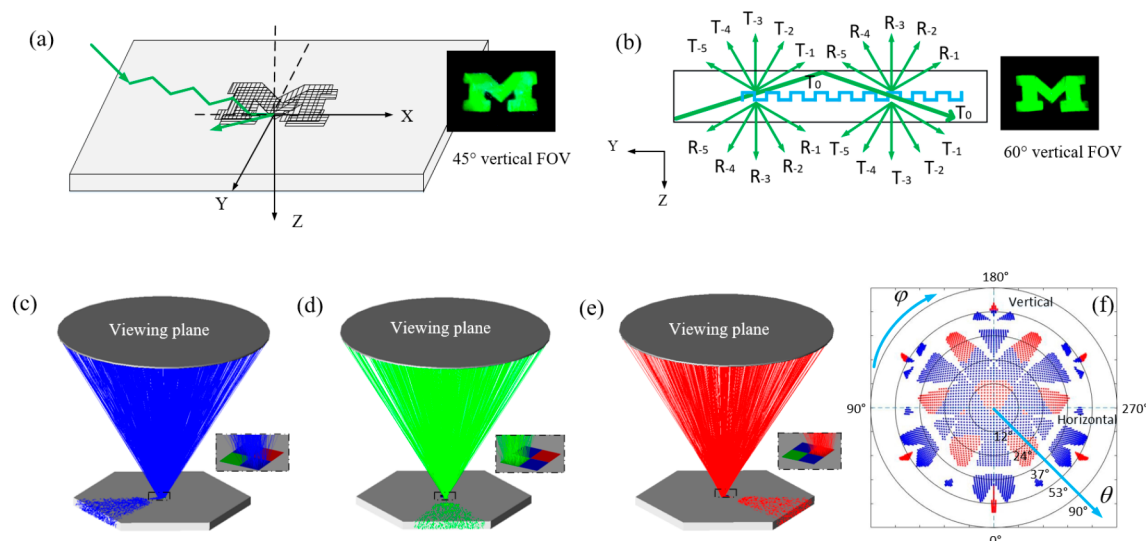 (a)
X
Y
Z
45° vertical FOV
(b)
T-5
T-4
T-3
T-2
T-1
R-5
R-4
R-3
R-2
R-1
T0
T0
R-5
R-4
R-3
R-2
R-1
T-5
T-4
T-3
T-2
T-1
Y
Z
60° vertical FOV
(c)
Viewing plane
(d)
Viewing plane
(e)
Viewing plane
(f)
180°
φ
Vertical
90°
270°
Horizontal
12°
24°
37°
53°
90°
θ
0°